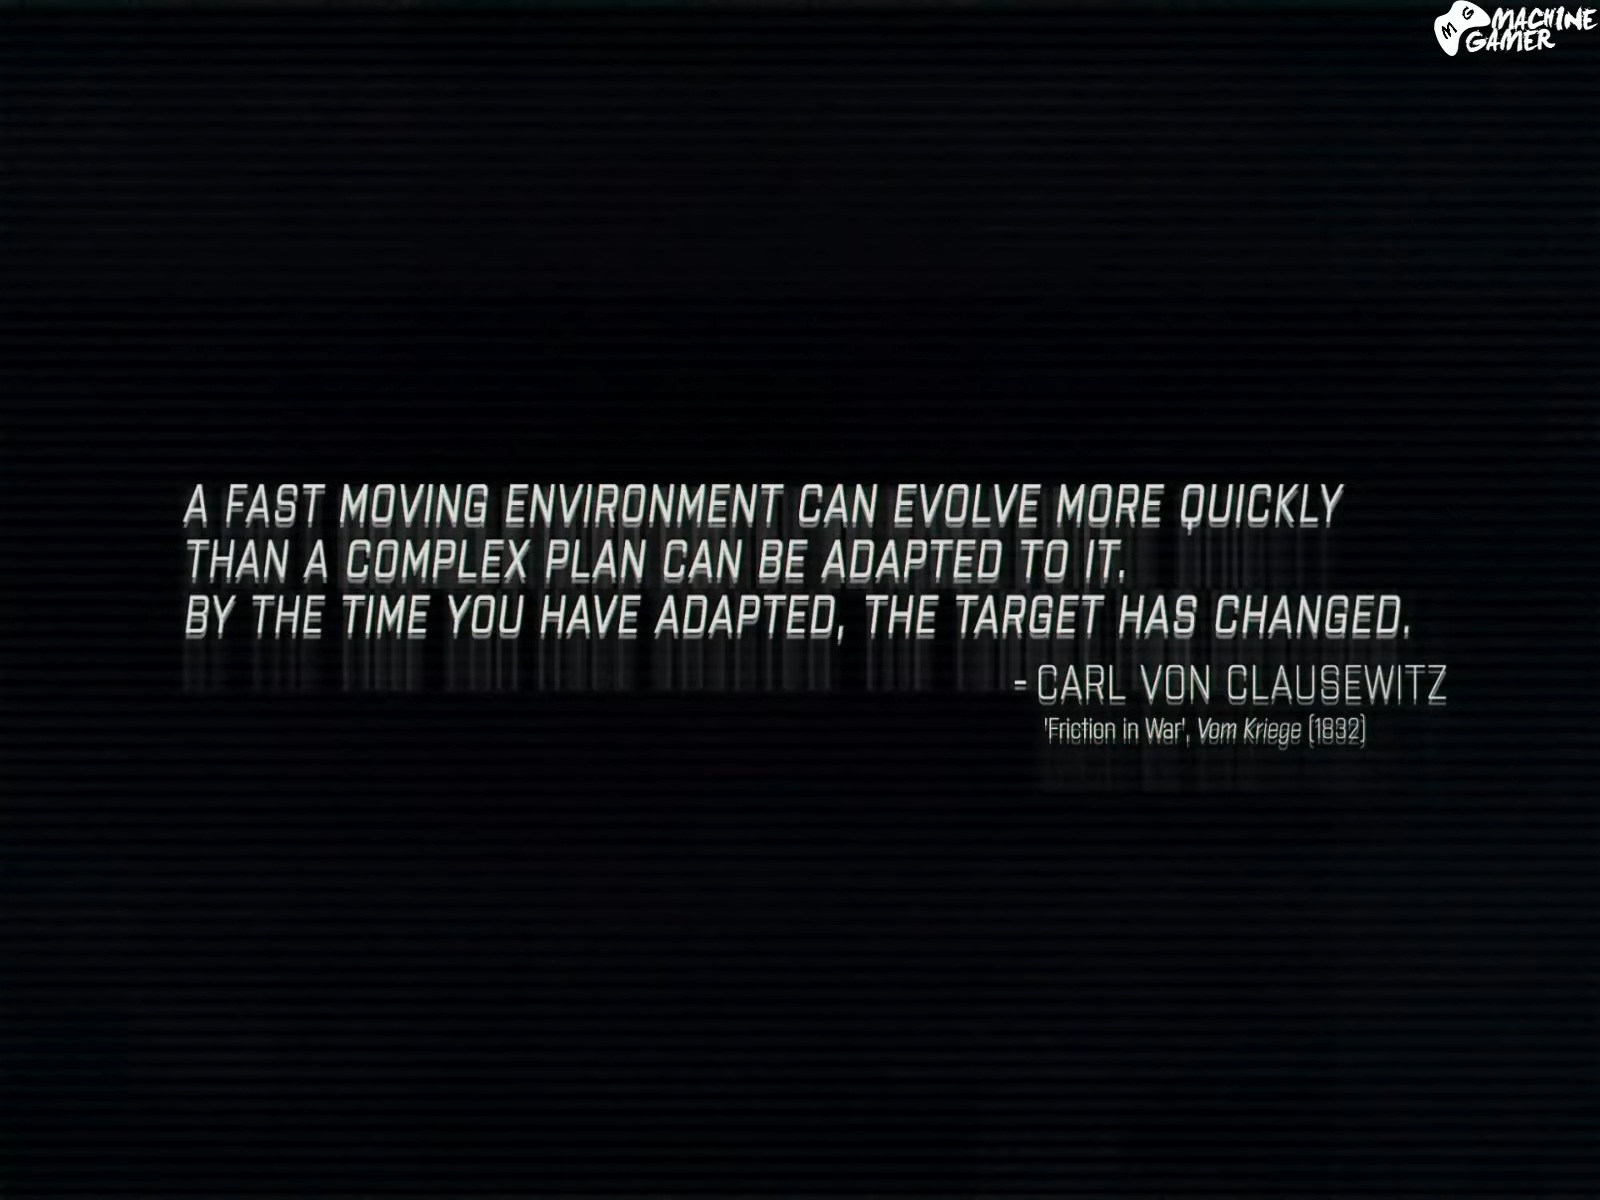 MG MACHINE
GAMER
A FAST MOVING ENVIRONMENT CAN EVOLVE MORE QUICKLY
THAN A COMPLEX PLAN CAN BE ADAPTED TO IT.
BY THE TIME YOU HAVE ADAPTED, THE TARGET HAS CHANGED.
- CARL VON CLAUSEWITZ
'Friction in War', Vom Kriege (1832)